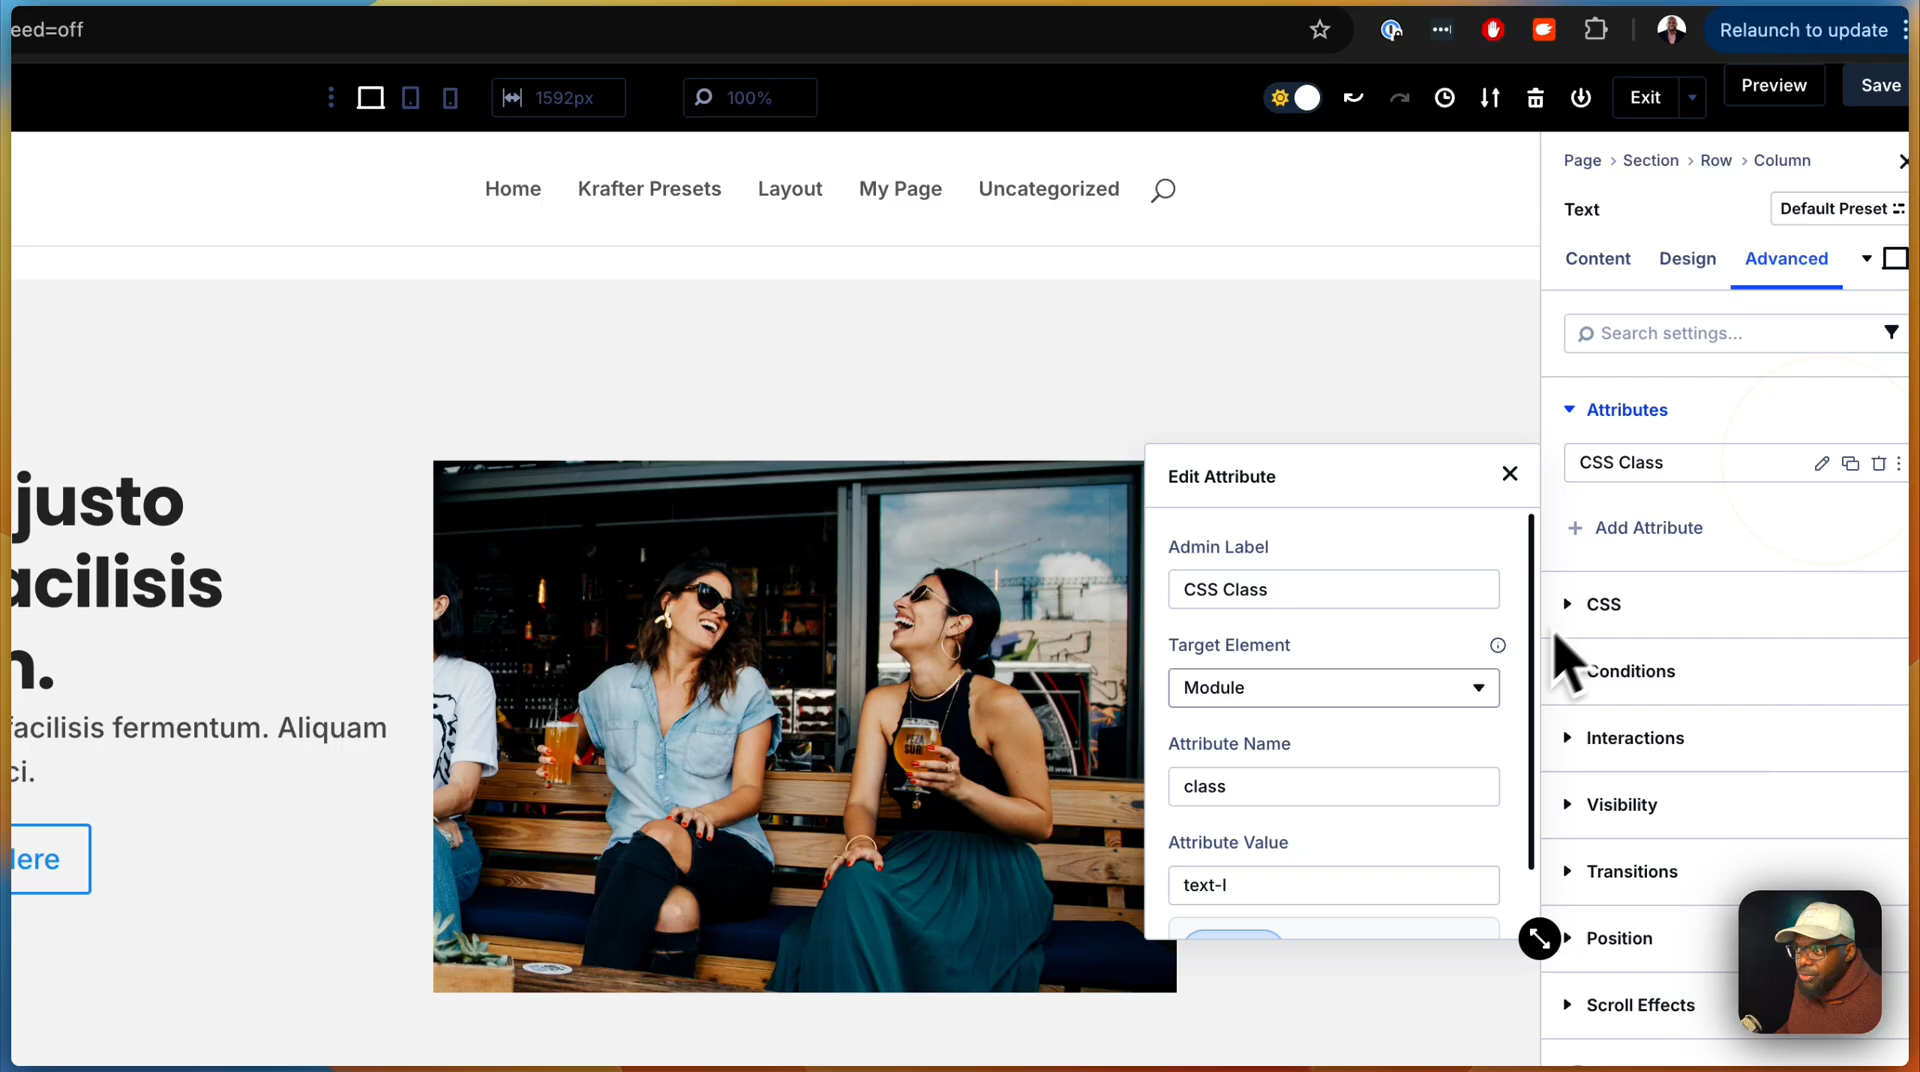 eed=off
Relaunch to update
1592px
100%
Exit
Preview
Save
Home
Krafter Presets
Layout
My Page
Uncategorized
Page > Section > Row > Column
Text
Default Preset
Content
Design
Advanced
Search settings...
Attributes
CSS Class
Add Attribute
CSS
Conditions
Interactions
Visibility
Transitions
Position
Scroll Effects
Edit Attribute
Admin Label
CSS Class
Target Element
Module
Attribute Name
class
Attribute Value
text-l
justo
acilisis
n.
facilisis fermentum. Aliquam
ci.
Here